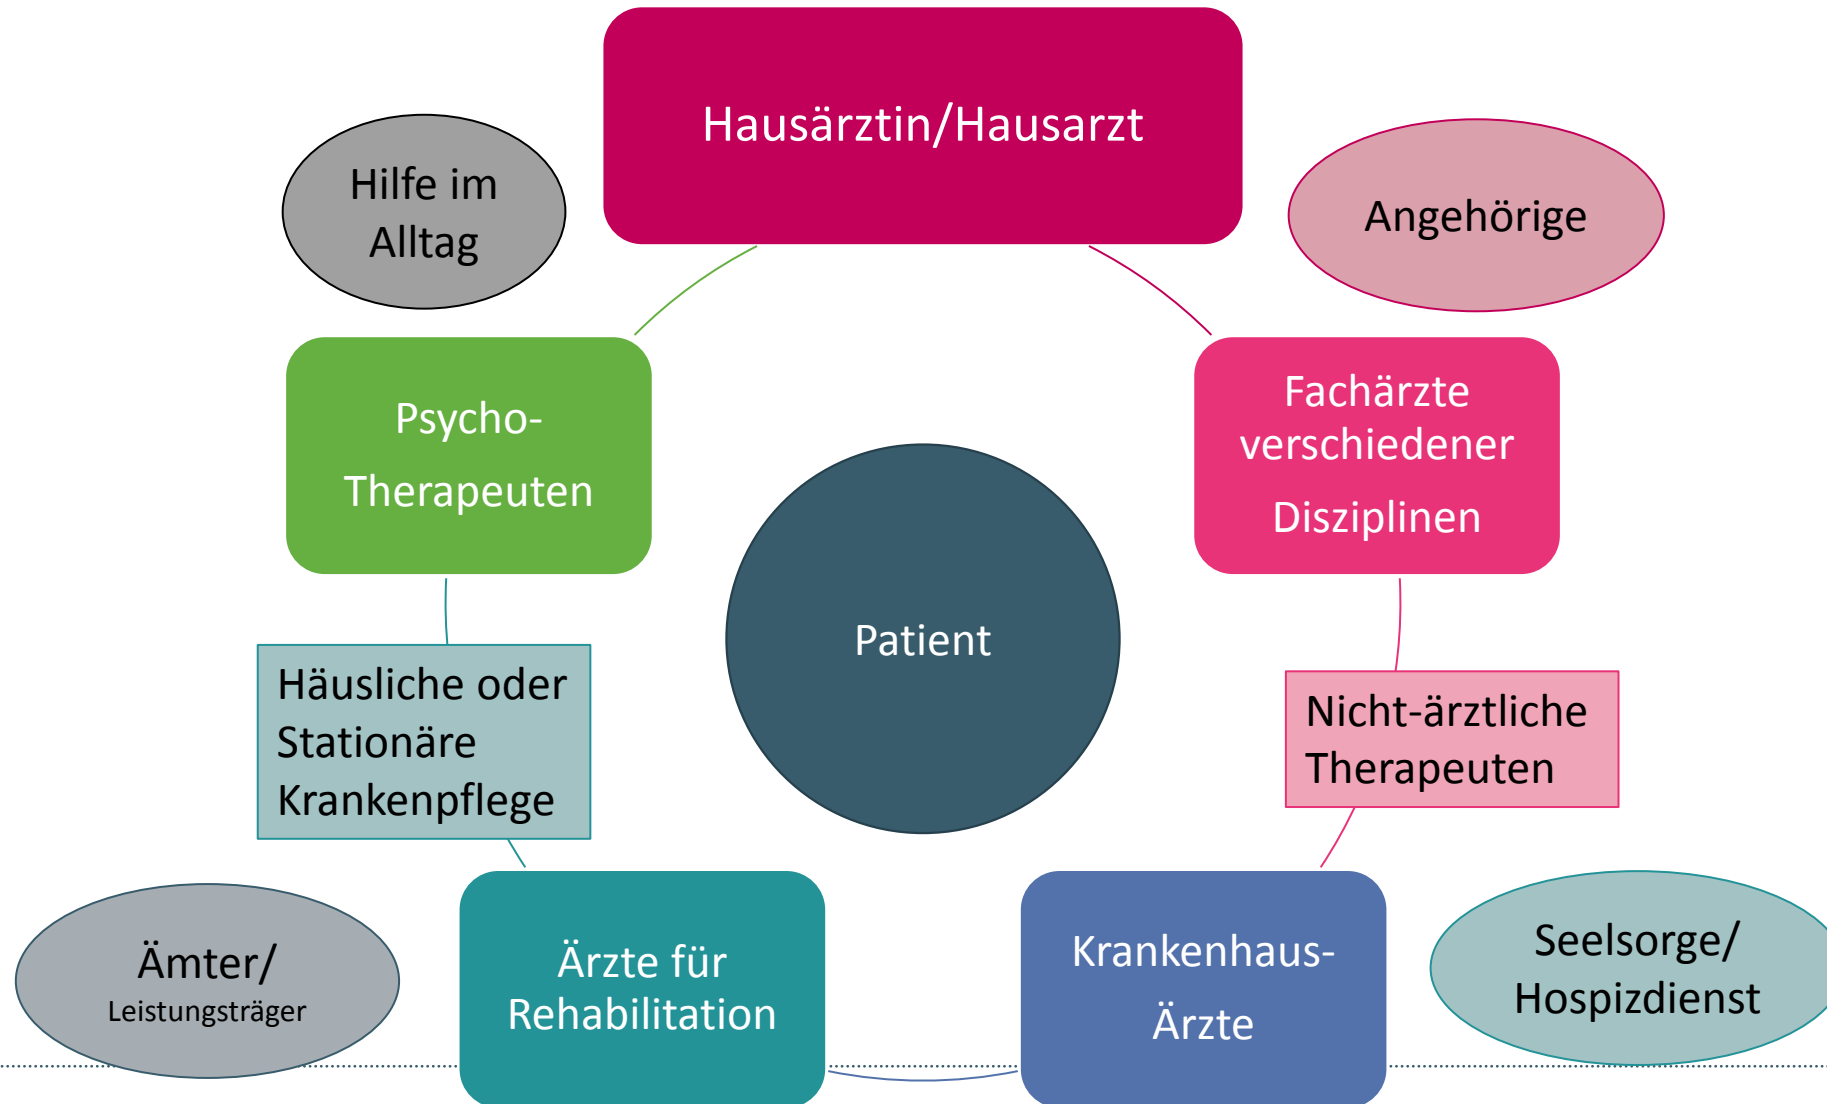 Hausärztin/Hausarzt
Hilfe im
Alltag
Angehörige
Psycho-
Therapeuten
Fachärzte
verschiedener
Disziplinen
Patient
Häusliche oder
Stationäre
Krankenpflege
Nicht-ärztliche
Therapeuten
Ämter/
Leistungsträger
Ärzte für
Rehabilitation
Krankenhaus-
Ärzte
Seelsorge/
Hospizdienst